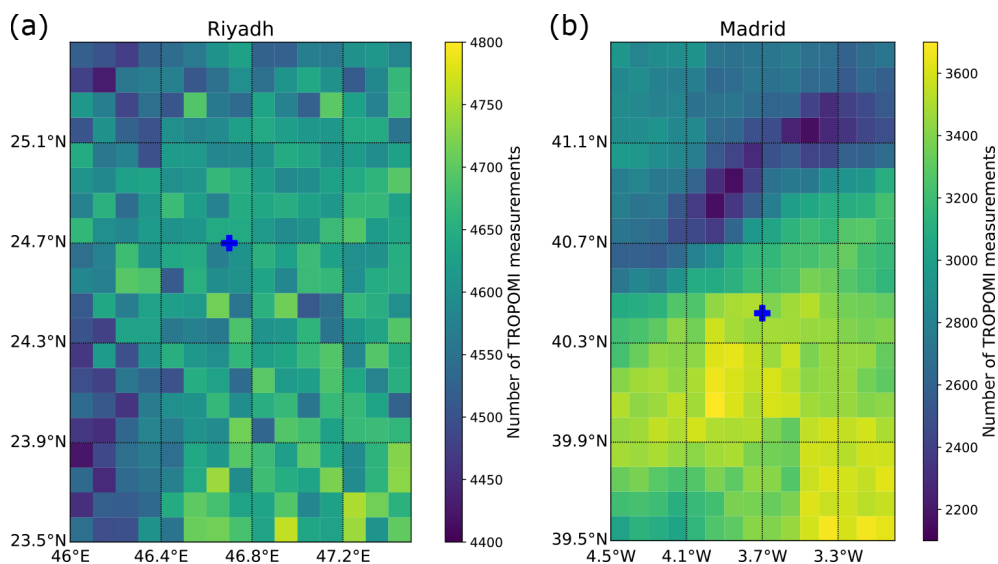 (a)
Riyadh
25.1°N
24.7°N
24.3°N
23.9°N
23.5°N
46°E
46.4°E
46.8°E
47.2°E
4800
4750
4700
4650
4600
4550
4500
4450
4400
Number of TROPOMI measurements
(b)
Madrid
41.1°N
40.7°N
40.3°N
39.9°N
39.5°N
4.5°W
4.1°W
3.7°W
3.3°W
3600
3400
3200
3000
2800
2600
2400
2200
Number of TROPOMI measurements